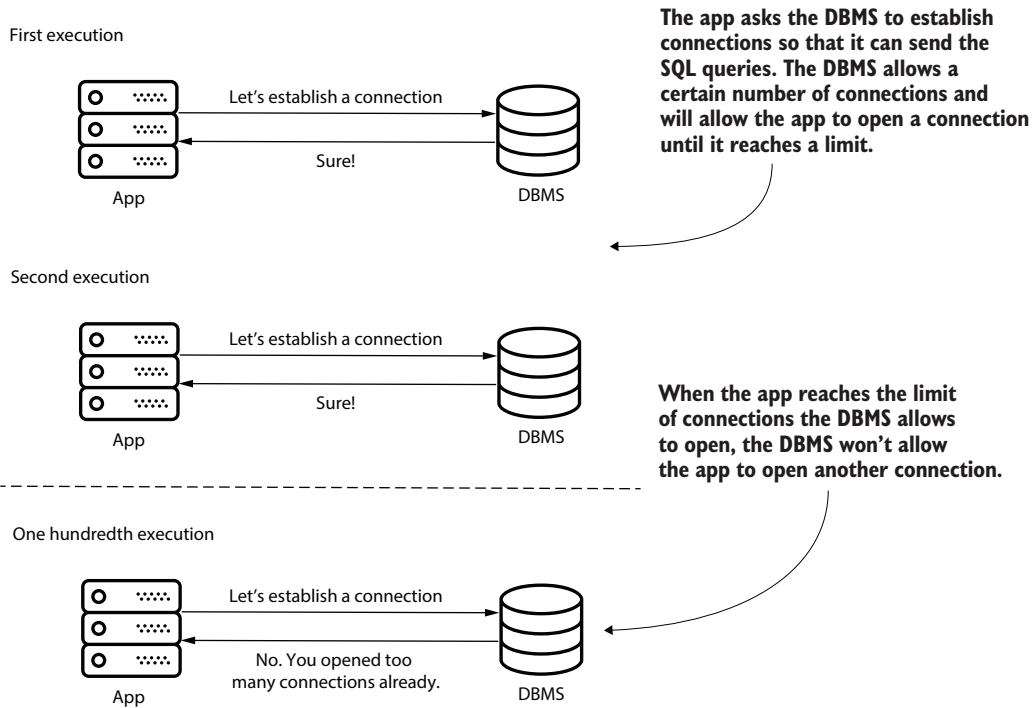 First execution
The app asks the DBMS to establish
connections so that it can send the
SQL queries. The DBMS allows a
certain number of connections and
will allow the app to open a connection
until it reaches a limit.
Let’s establish a connection
Sure!
App
DBMS
Second execution
Let’s establish a connection
Sure!
App
DBMS
When the app reaches the limit
of connections the DBMS allows
to open, the DBMS won’t allow
the app to open another connection.
One hundredth execution
Let’s establish a connection
No. You opened too
many connections already.
App
DBMS